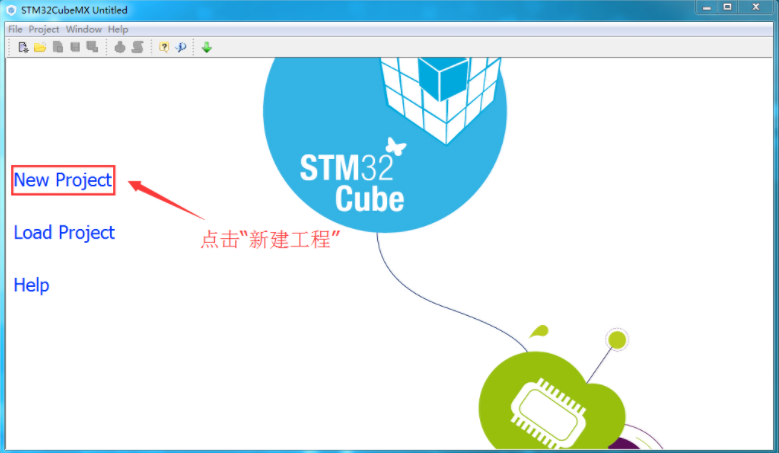 STM32CubeMX Untitled
File Project Window Help
STM32
Cube
New Project
点击“新建工程”
Load Project
Help